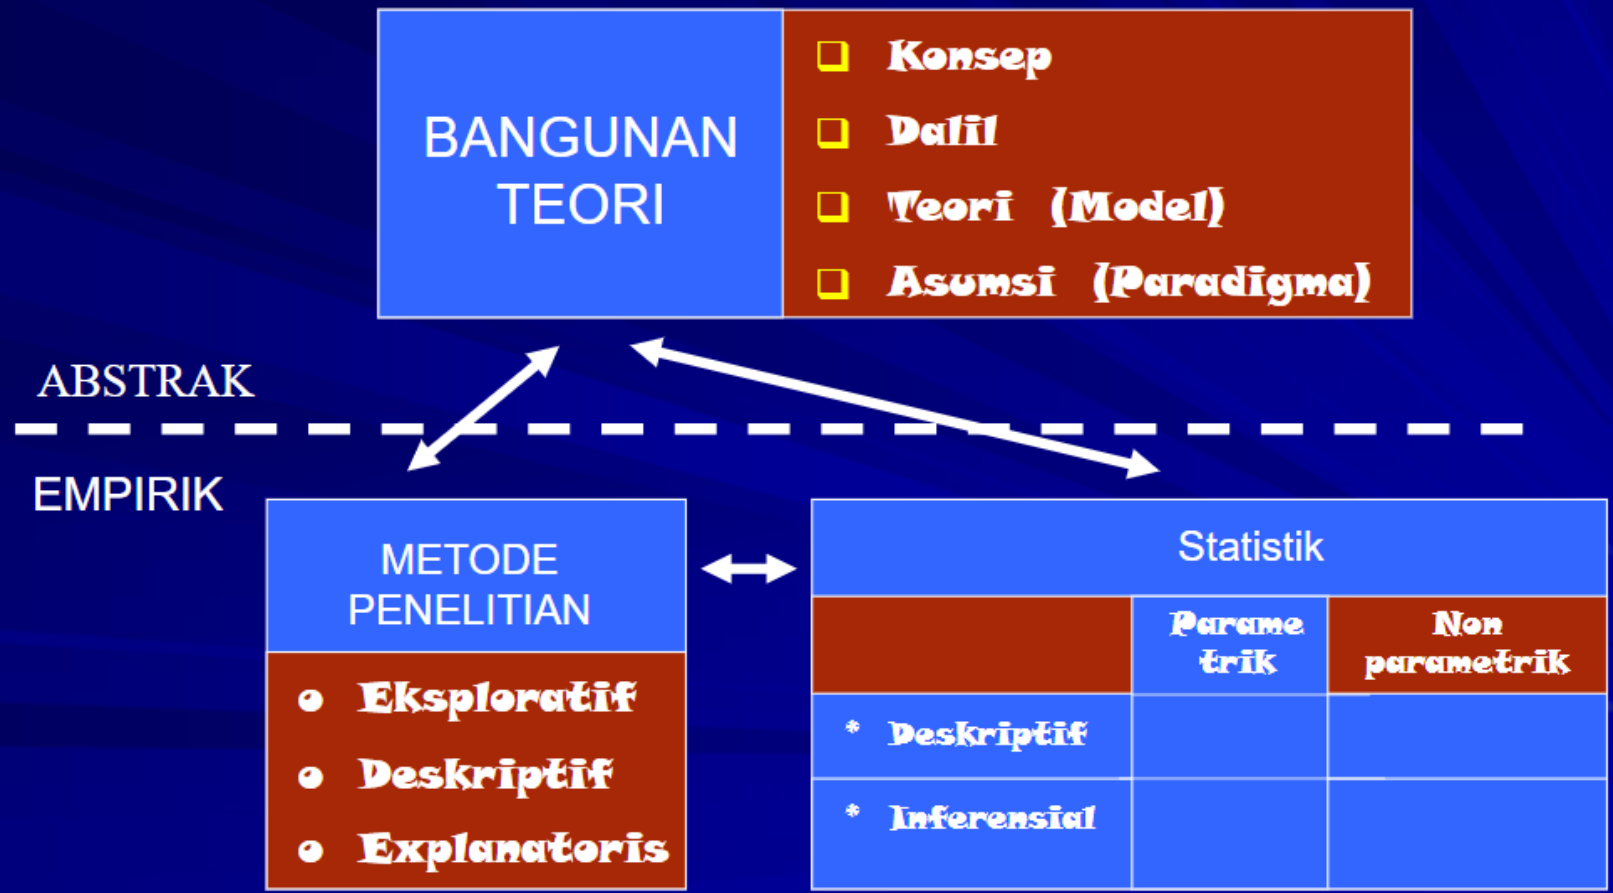 BANGUNAN
TEORI
Konsep
Dalil
Teori (Model)
Asumsi (Paradigma)
ABSTRAK
EMPIRIK
METODE
PENELITIAN
Eksploratif
Deskriptif
Explanatoris
Statistik
Parame
trik
Non
parametrik
* Deskriptif
* Inferensial